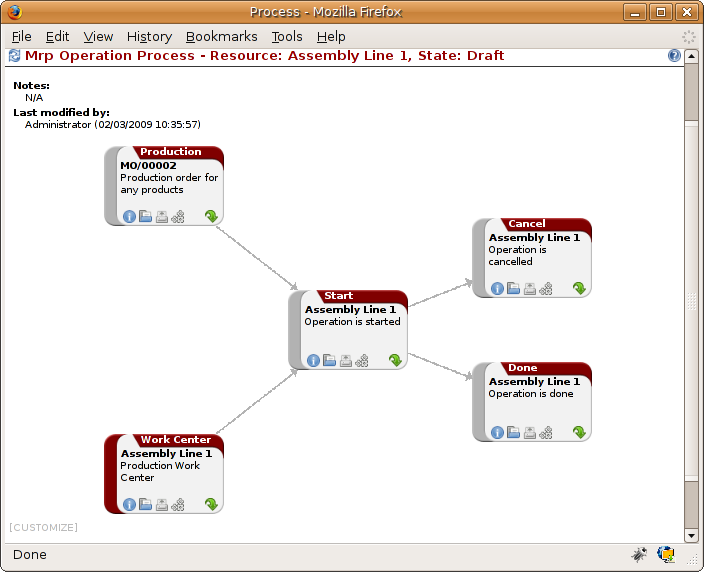 Process - Mozilla Firefox
File Edit View History Bookmarks Tools Help
Mrp Operation Process - Resource: Assembly Line 1, State: Draft
Notes:
N/A
Last modified by:
Administrator (02/03/2009 10:35:57)
Production
MO/00002
Production order for
any products
Cancel
Assembly Line 1
Operation is
cancelled
Start
Assembly Line 1
Operation is started
Done
Assembly Line 1
Operation is done
Work Center
Assembly Line 1
Production Work
Center
[CUSTOMIZE]
Done